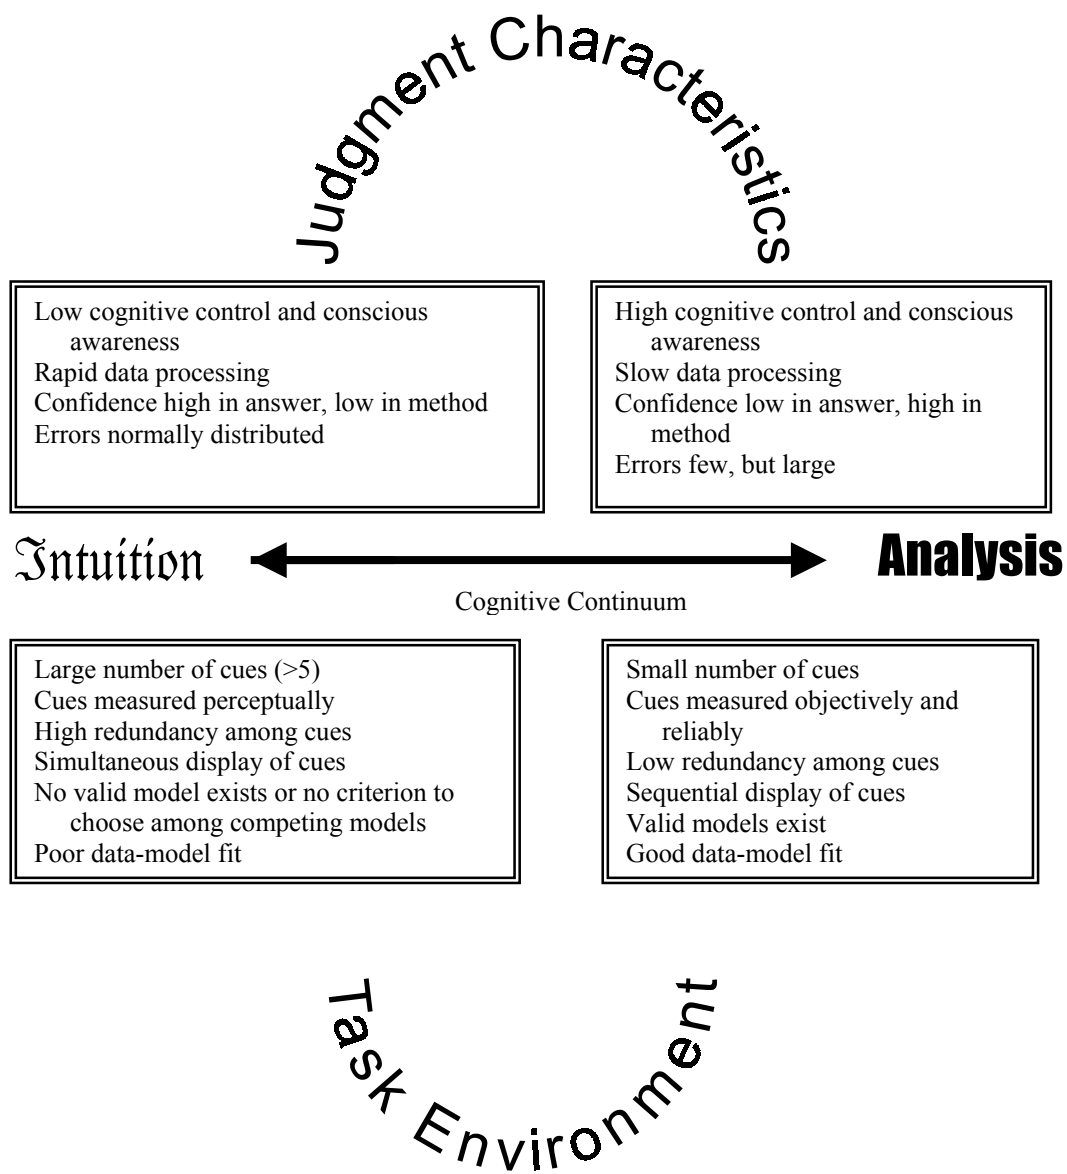 Judgment Characteristics
Low cognitive control and conscious
awareness
Rapid data processing
Confidence high in answer, low in method
Errors normally distributed
High cognitive control and conscious
awareness
Slow data processing
Confidence low in answer, high in
method
Errors few, but large
Intuition
Analysis
Cognitive Continuum
Large number of cues (>5)
Cues measured perceptually
High redundancy among cues
Simultaneous display of cues
No valid model exists or no criterion to
choose among competing models
Poor data-model fit
Small number of cues
Cues measured objectively and
reliably
Low redundancy among cues
Sequential display of cues
Valid models exist
Good data-model fit
Task Environment